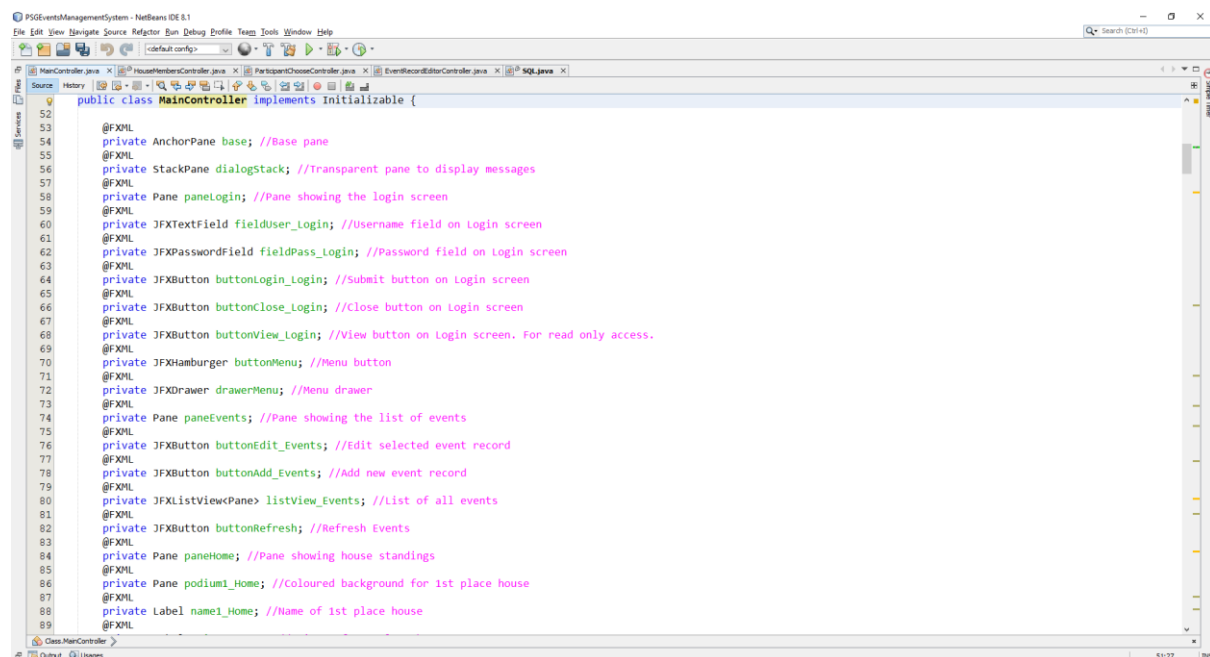 PSGEventsManagementSystem - NetBeans IDE 8.1
File Edit View Navigate Source Refactor Run Debug Profile Team Tools Window Help
Search (Ctrl+I)
<default config>
MainController.java HouseMembersController.java ParticipantChooseController.java EventRecordEditorController.java SQL.java
Source History
Files
Services
public class MainController implements Initializable {
52
53 @FXML
54 private AnchorPane base; //Base pane
55 @FXML
56 private StackPane dialogStack; //Transparent pane to display messages
57 @FXML
58 private Pane paneLogin; //Pane showing the login screen
59 @FXML
60 private JFXTextField fieldUser_Login; //Username field on Login screen
61 @FXML
62 private JFXPasswordField fieldPass_Login; //Password field on Login screen
63 @FXML
64 private JFXButton buttonLogin_Login; //Submit button on Login screen
65 @FXML
66 private JFXButton buttonClose_Login; //Close button on Login screen
67 @FXML
68 private JFXButton buttonView_Login; //View button on Login screen. For read only access.
69 @FXML
70 private JFXHamburger buttonMenu; //Menu button
71 @FXML
72 private JFXDrawer drawerMenu; //Menu drawer
73 @FXML
74 private Pane paneEvents; //Pane showing the list of events
75 @FXML
76 private JFXButton buttonEdit_Events; //Edit selected event record
77 @FXML
78 private JFXButton buttonAdd_Events; //Add new event record
79 @FXML
80 private JFXListView<Pane> listView_Events; //List of all events
81 @FXML
82 private JFXButton buttonRefresh; //Refresh Events
83 @FXML
84 private Pane paneHome; //Pane showing house standings
85 @FXML
86 private Pane podium1_Home; //Coloured background for 1st place house
87 @FXML
88 private Label name1_Home; //Name of 1st place house
89 @FXML
Class.MainController
Output Usages
51:27